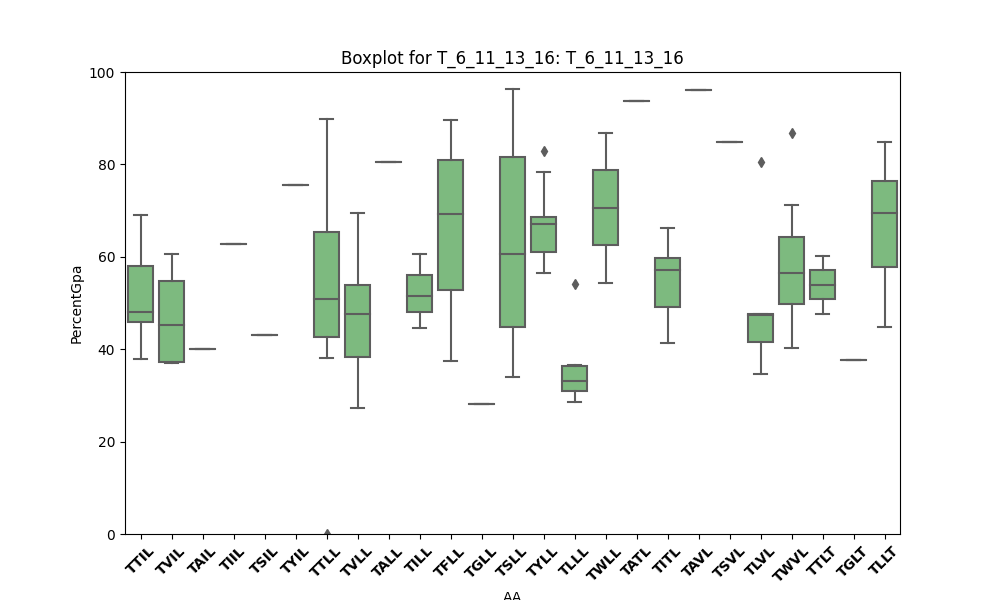 Boxplot for T_6_11_13_16: T_6_11_13_16
100
80
60
40
20
0
PercentGpa
TTIL TVIL TAIL TIIL TSIL TYIL TTLL TVLL TALL TILL TFLL TGLL TSLL TYLL TLLL TWLL TATL TITL TAVL TSVL TLVL TWVL TTLT TGLT TLLT
AA